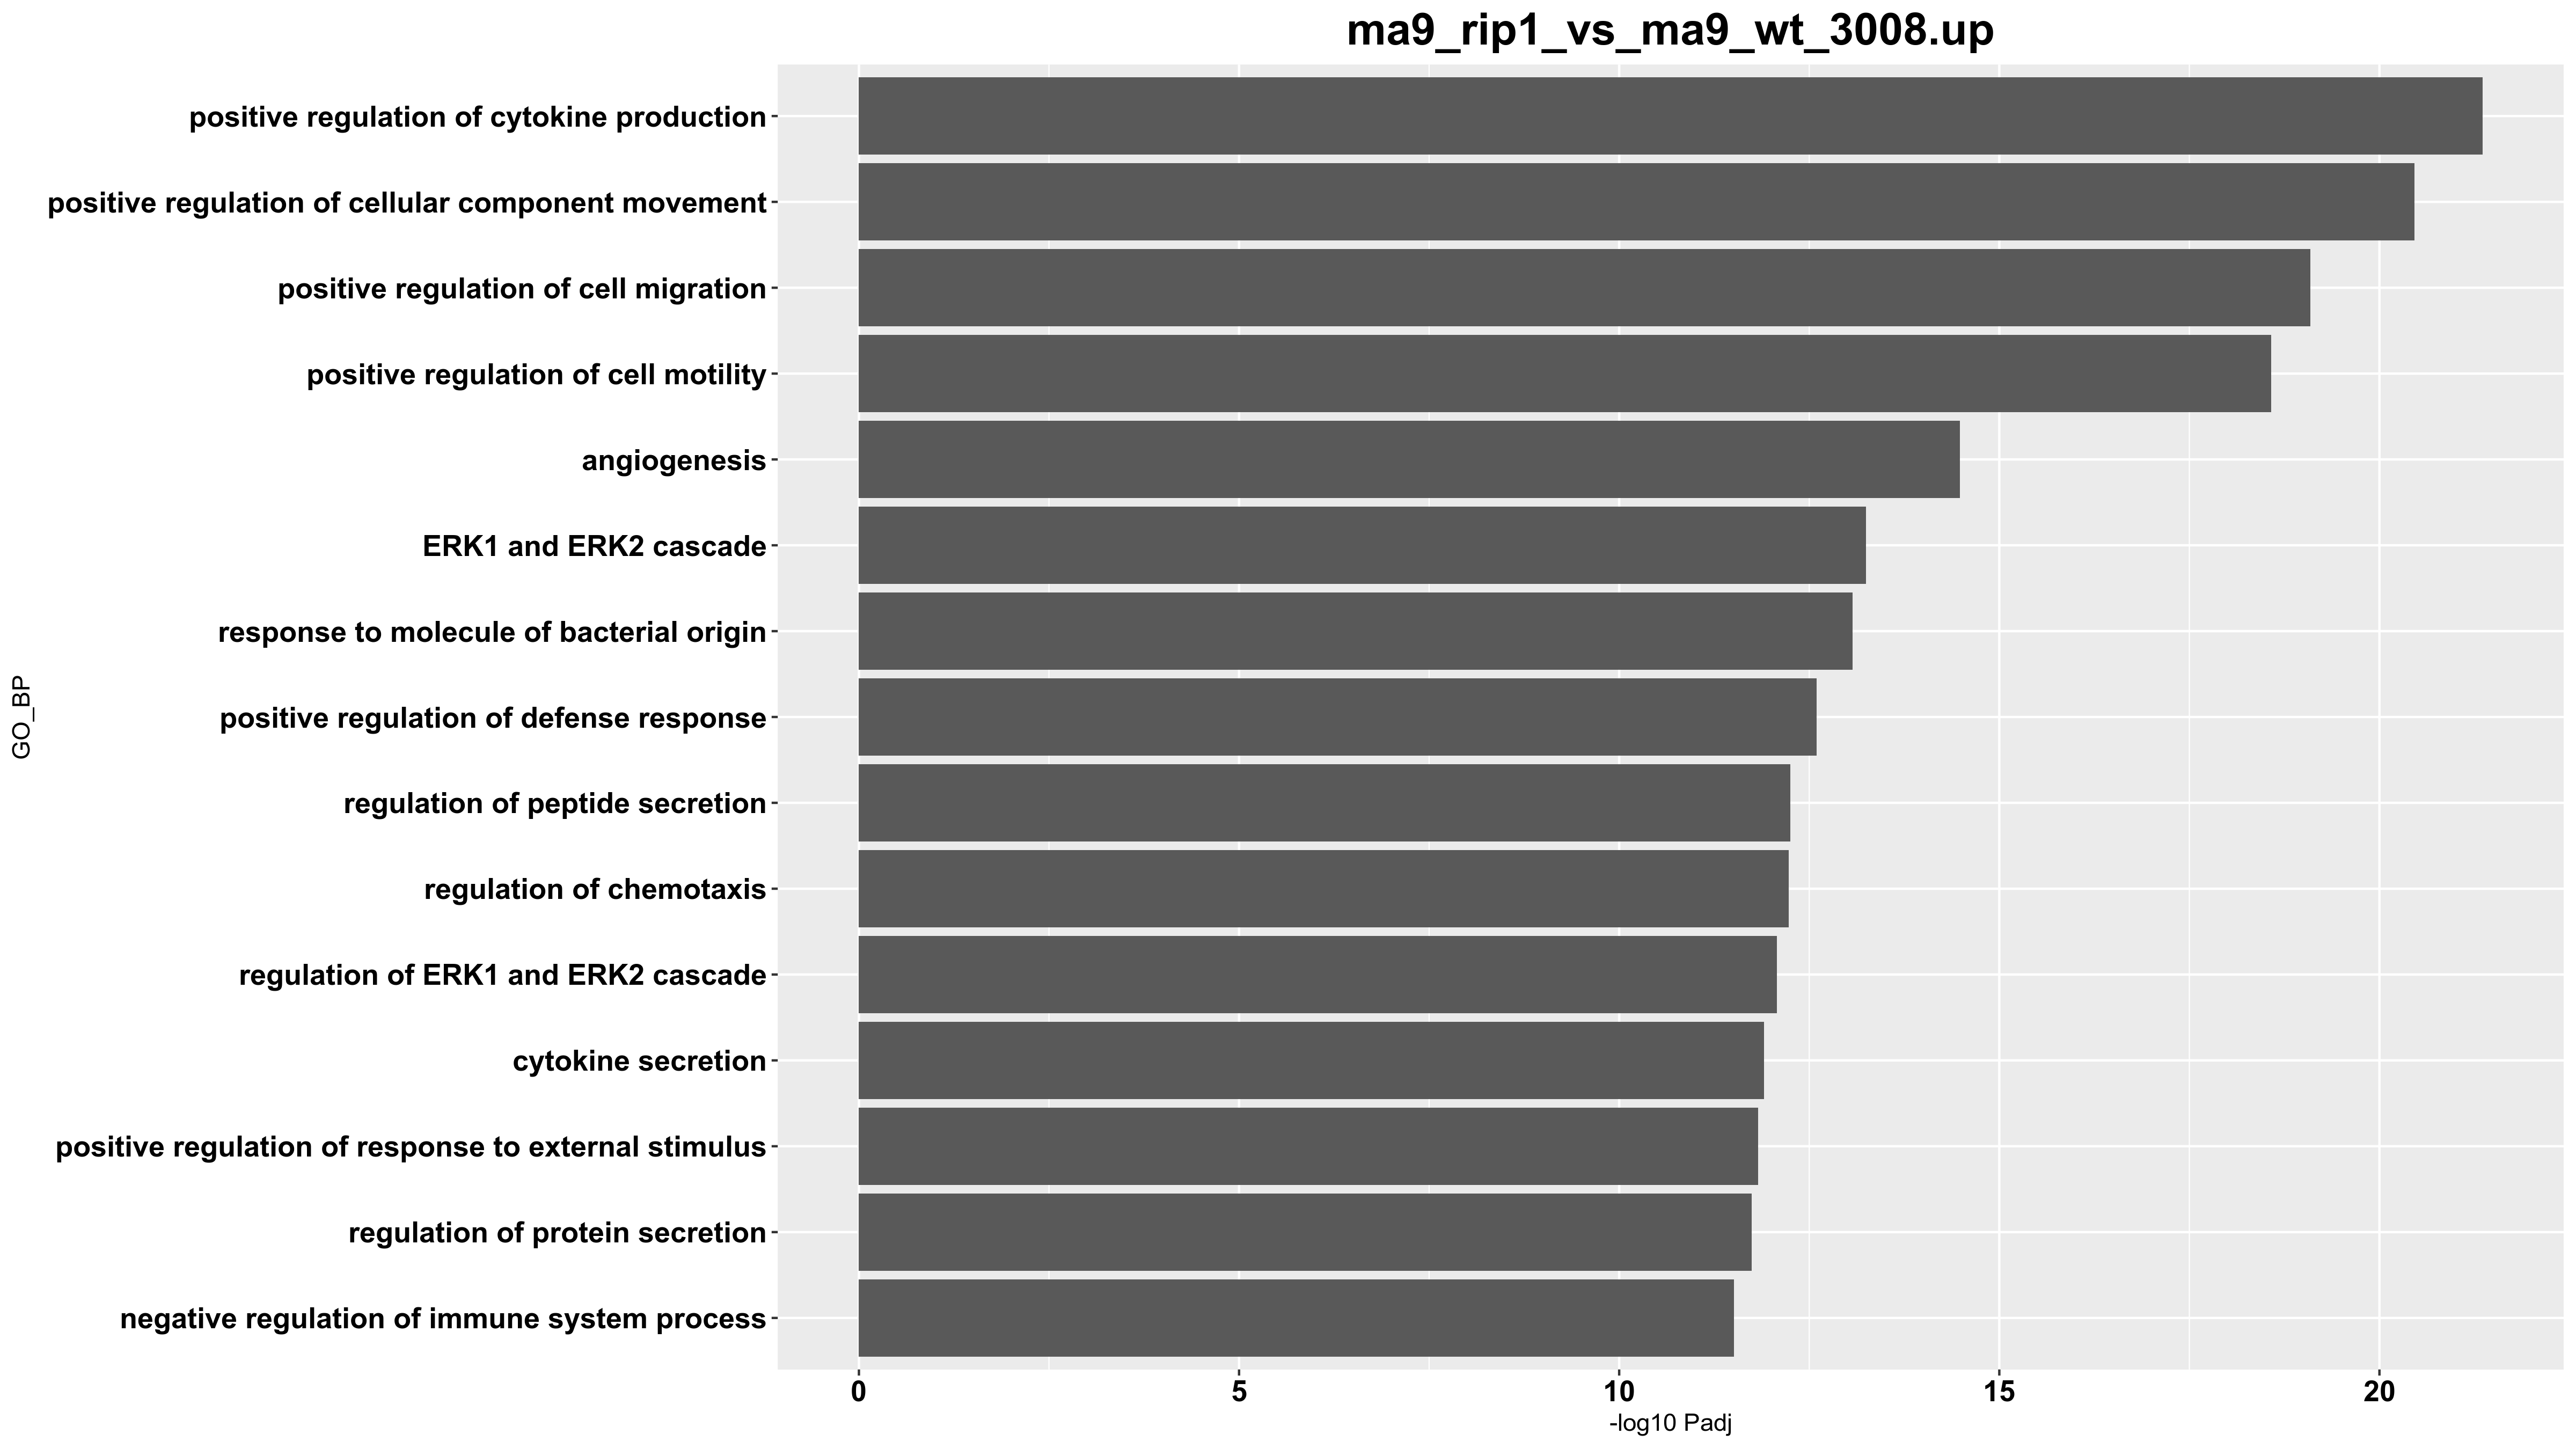 ma9_rip1_vs_ma9_wt_3008.up
positive regulation of cytokine production
positive regulation of cellular component movement
positive regulation of cell migration
positive regulation of cell motility
angiogenesis
ERK1 and ERK2 cascade
response to molecule of bacterial origin
positive regulation of defense response
regulation of peptide secretion
regulation of chemotaxis
regulation of ERK1 and ERK2 cascade
cytokine secretion
positive regulation of response to external stimulus
regulation of protein secretion
negative regulation of immune system process
GO_BP
0 5 10 15 20
-log10 Padj